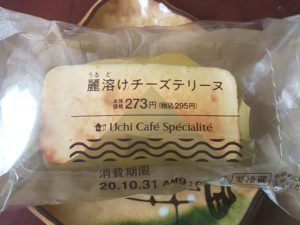 うると
麗溶けチーズテリーヌ
本体価格 273円(税込295円)
Uchi Café Spécialité
消費期限
20.10.31 AM9:
要冷蔵